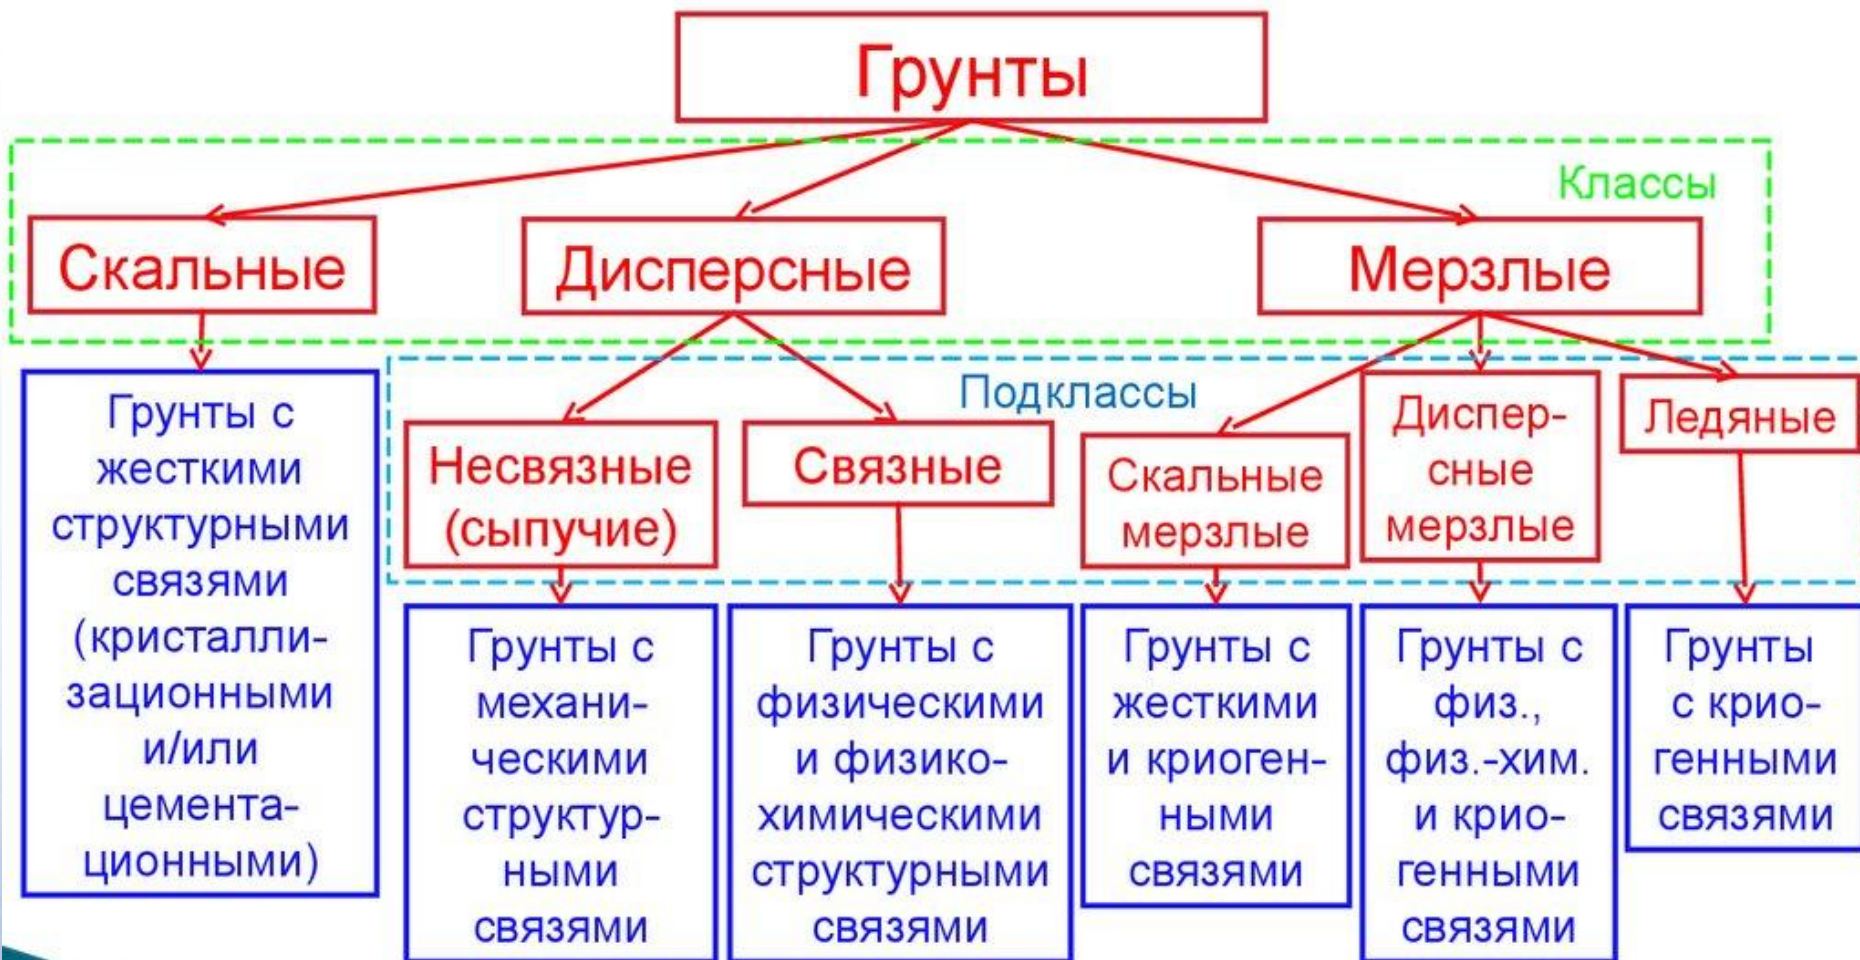 Грунты
Классы
Скальные
Дисперсные
Мерзлые
Грунты с
жесткими
структурными
связями
(кристалли-
зационными
и/или
цемента-
ционными)
Подклассы
Несвязные
(сыпучие)
Связные
Скальные
мерзлые
Диспер-
сные
мерзлые
Ледяные
Грунты с
механи-
ческими
структур-
ными
связями
Грунты с
физическими
и физико-
химическими
структурными
связями
Грунты с
жесткими
и криоген-
ными
связями
Грунты с
физ.,
физ.-хим.
и крио-
генными
связями
Грунты
с крио-
генными
связями